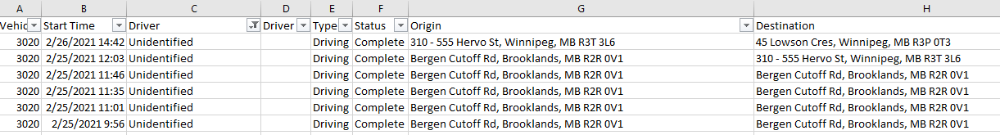 A B C D E F G H
Vehic Start Time Driver Driver Type Status Origin Destination
3020 2/26/2021 14:42 Unidentified Driving Complete 310 - 555 Hervo St, Winnipeg, MB R3T 3L6 45 Lowson Cres, Winnipeg, MB R3P 0T3
3020 2/25/2021 12:03 Unidentified Driving Complete Bergen Cutoff Rd, Brooklands, MB R2R 0V1 310 - 555 Hervo St, Winnipeg, MB R3T 3L6
3020 2/25/2021 11:46 Unidentified Driving Complete Bergen Cutoff Rd, Brooklands, MB R2R 0V1 Bergen Cutoff Rd, Brooklands, MB R2R 0V1
3020 2/25/2021 11:35 Unidentified Driving Complete Bergen Cutoff Rd, Brooklands, MB R2R 0V1 Bergen Cutoff Rd, Brooklands, MB R2R 0V1
3020 2/25/2021 11:01 Unidentified Driving Complete Bergen Cutoff Rd, Brooklands, MB R2R 0V1 Bergen Cutoff Rd, Brooklands, MB R2R 0V1
3020 2/25/2021 9:56 Unidentified Driving Complete Bergen Cutoff Rd, Brooklands, MB R2R 0V1 Bergen Cutoff Rd, Brooklands, MB R2R 0V1